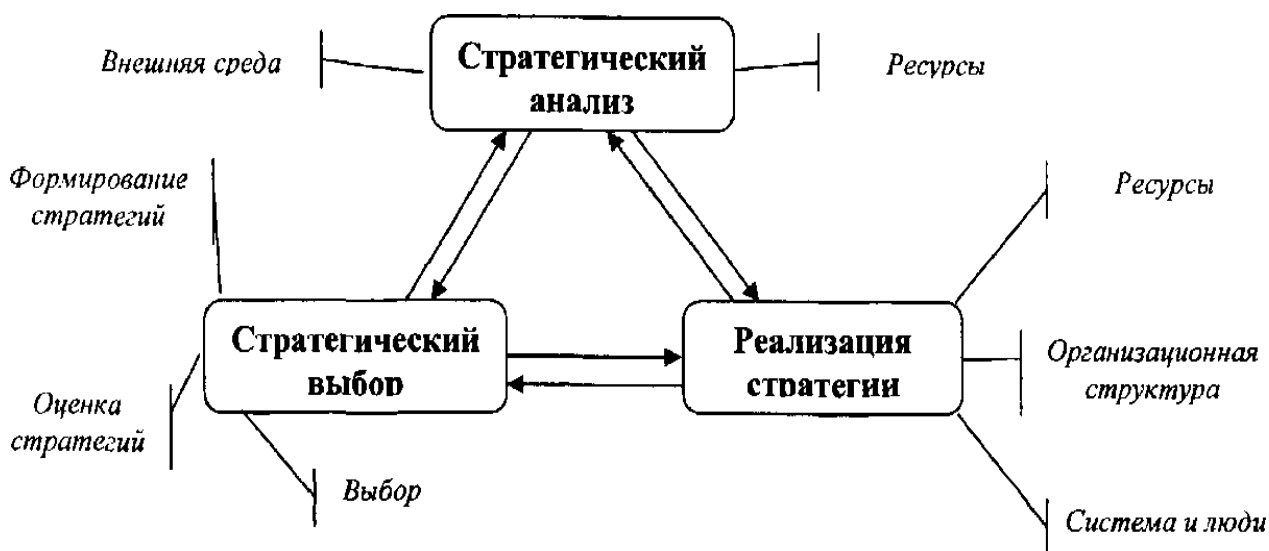 Внешняя среда
Стратегический
анализ
Ресурсы
Формирование
стратегий
Ресурсы
Стратегический
выбор
Реализация
стратегии
Организационная
структура
Оценка
стратегий
Выбор
Система и люди